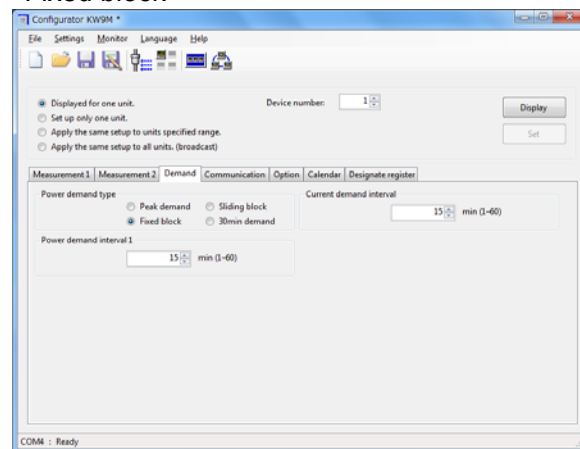 Fixed block
Configurator KW9M *
File Settings Monitor Language Help
Displayed for one unit. Device number: 1 Display
Set up only one unit.
Apply the same setup to units specified range. Set
Apply the same setup to all units. (broadcast)
Measurement 1 Measurement 2 Demand Communication Option Calendar Designate register
Power demand type Current demand interval
Peak demand Sliding block 15 min (1-60)
Fixed block 30min demand
Power demand interval 1
15 min (1-60)
COM4 : Ready